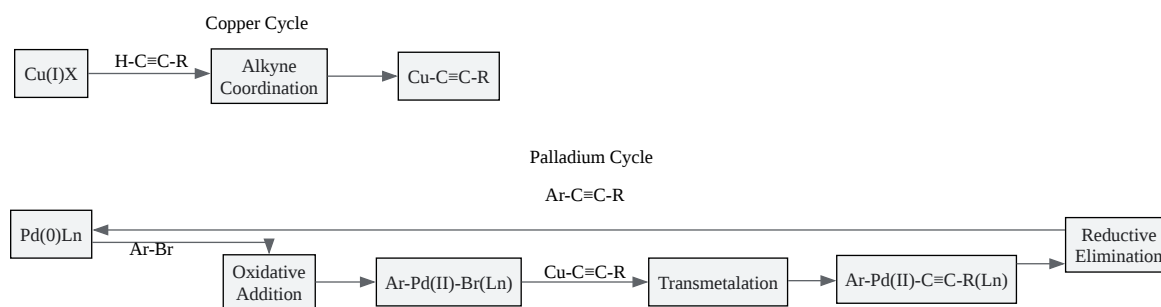 Copper Cycle
Cu(I)X
H-C≡C-R
Alkyne
Coordination
Cu-C≡C-R
Palladium Cycle
Ar-C≡C-R
Pd(0)Ln
Ar-Br
Oxidative
Addition
Ar-Pd(II)-Br(Ln)
Cu-C≡C-R
Transmetalation
Ar-Pd(II)-C≡C-R(Ln)
Reductive
Elimination